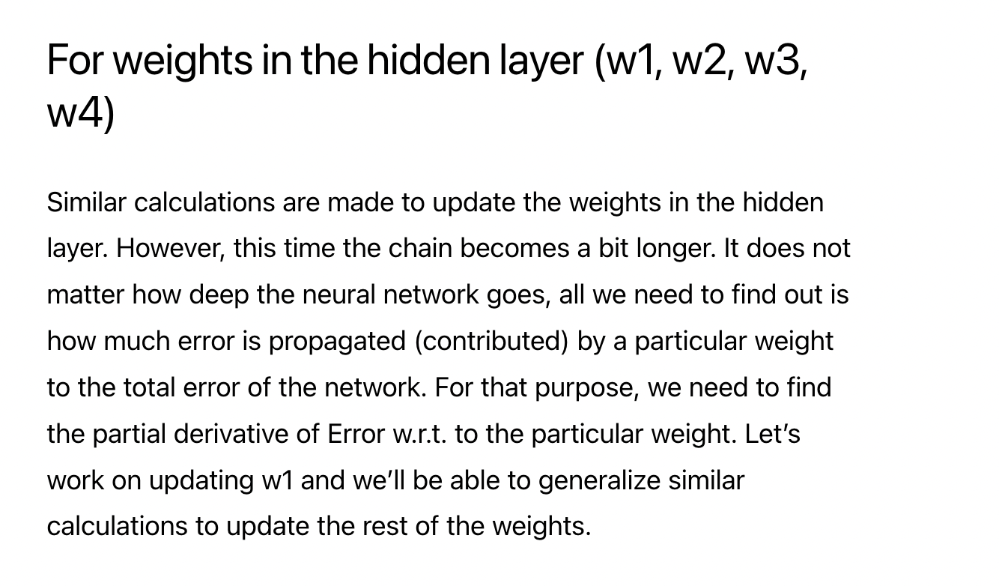 For weights in the hidden layer (w1, w2, w3,
w4)
Similar calculations are made to update the weights in the hidden
layer. However, this time the chain becomes a bit longer. It does not
matter how deep the neural network goes, all we need to find out is
how much error is propagated (contributed) by a particular weight
to the total error of the network. For that purpose, we need to find
the partial derivative of Error w.r.t. to the particular weight. Let’s
work on updating w1 and we’ll be able to generalize similar
calculations to update the rest of the weights.